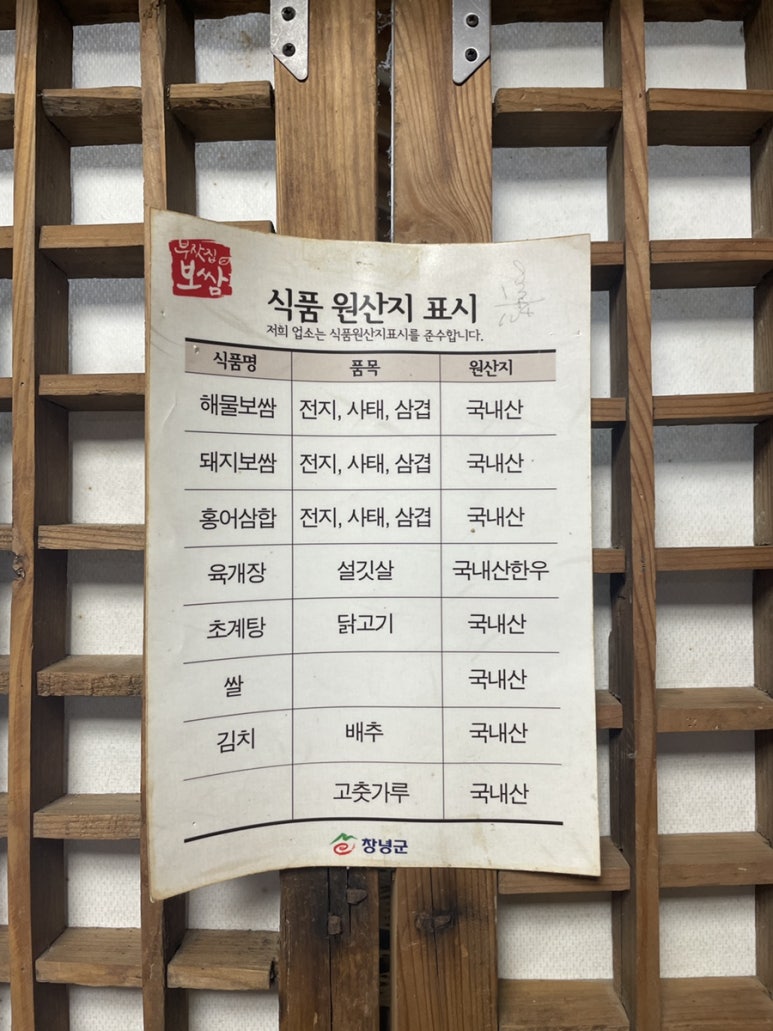 부잣집
보쌈
식품 원산지 표시
저희 업소는 식품원산지표시를 준수합니다.
식품명 품목 원산지
해물보쌈 전지, 사태, 삼겹 국내산
돼지보쌈 전지, 사태, 삼겹 국내산
홍어삼합 전지, 사태, 삼겹 국내산
육개장 설깃살 국내산한우
초계탕 닭고기 국내산
쌀 국내산
김치 배추 국내산
고춧가루 국내산
창녕군